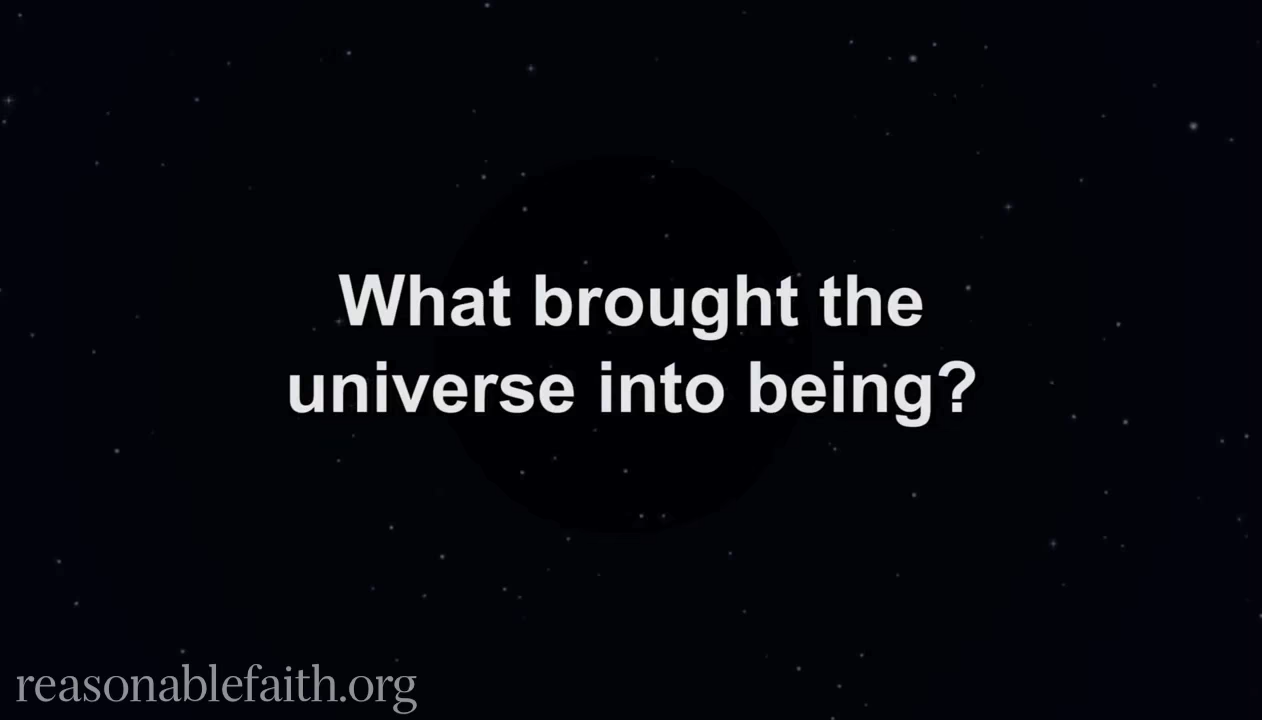 What brought the
universe into being?
reasonablefaith.org